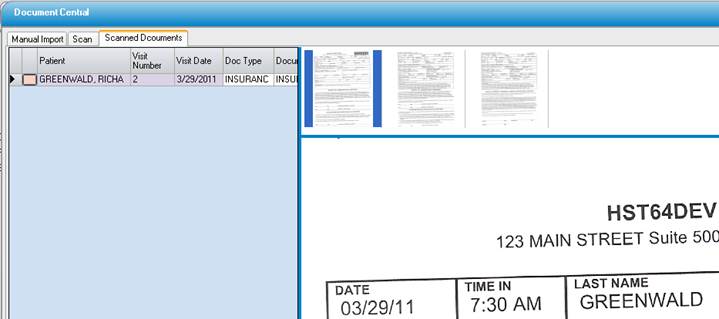 Document Central
Manual Import Scan Scanned Dcouments
Patient Visit Number Visit Date Doc Type Docu
GREENWALD, RICHA 2 3/29/2011 INSURANC INSU
HST64DEV
123 MAIN STREET Suite 500
DATE TIME IN LAST NAME
03/29/11 7:30 AM GREENWALD